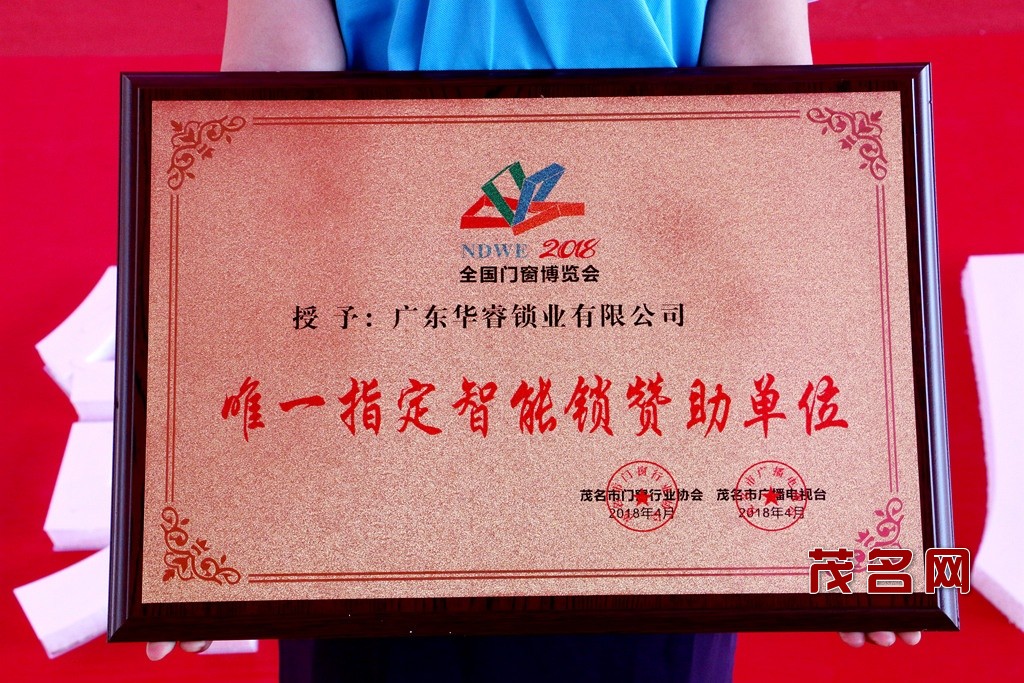 NDWE 2018
全国门窗博览会
授 予：广东华睿锁业有限公司
唯一指定智能锁赞助单位
茂名市门窗行业协会 茂名市广播电视台
2018年4月 2018年4月
茂名网